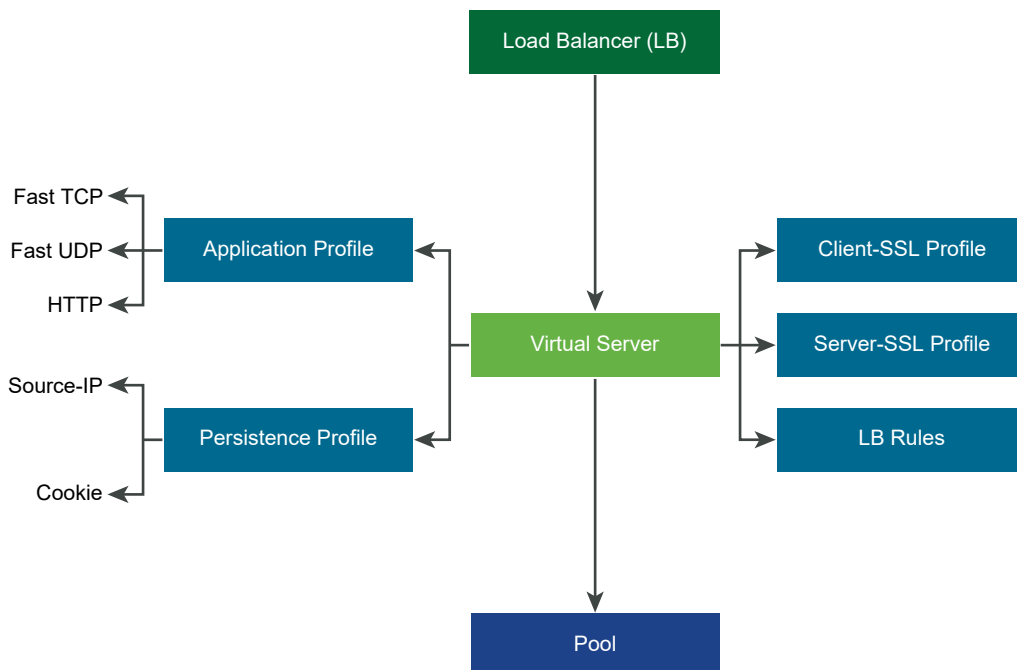 Load Balancer (LB)
Fast TCP
Fast UDP
HTTP
Application Profile
Client-SSL Profile
Virtual Server
Server-SSL Profile
Source-IP
Cookie
Persistence Profile
LB Rules
Pool